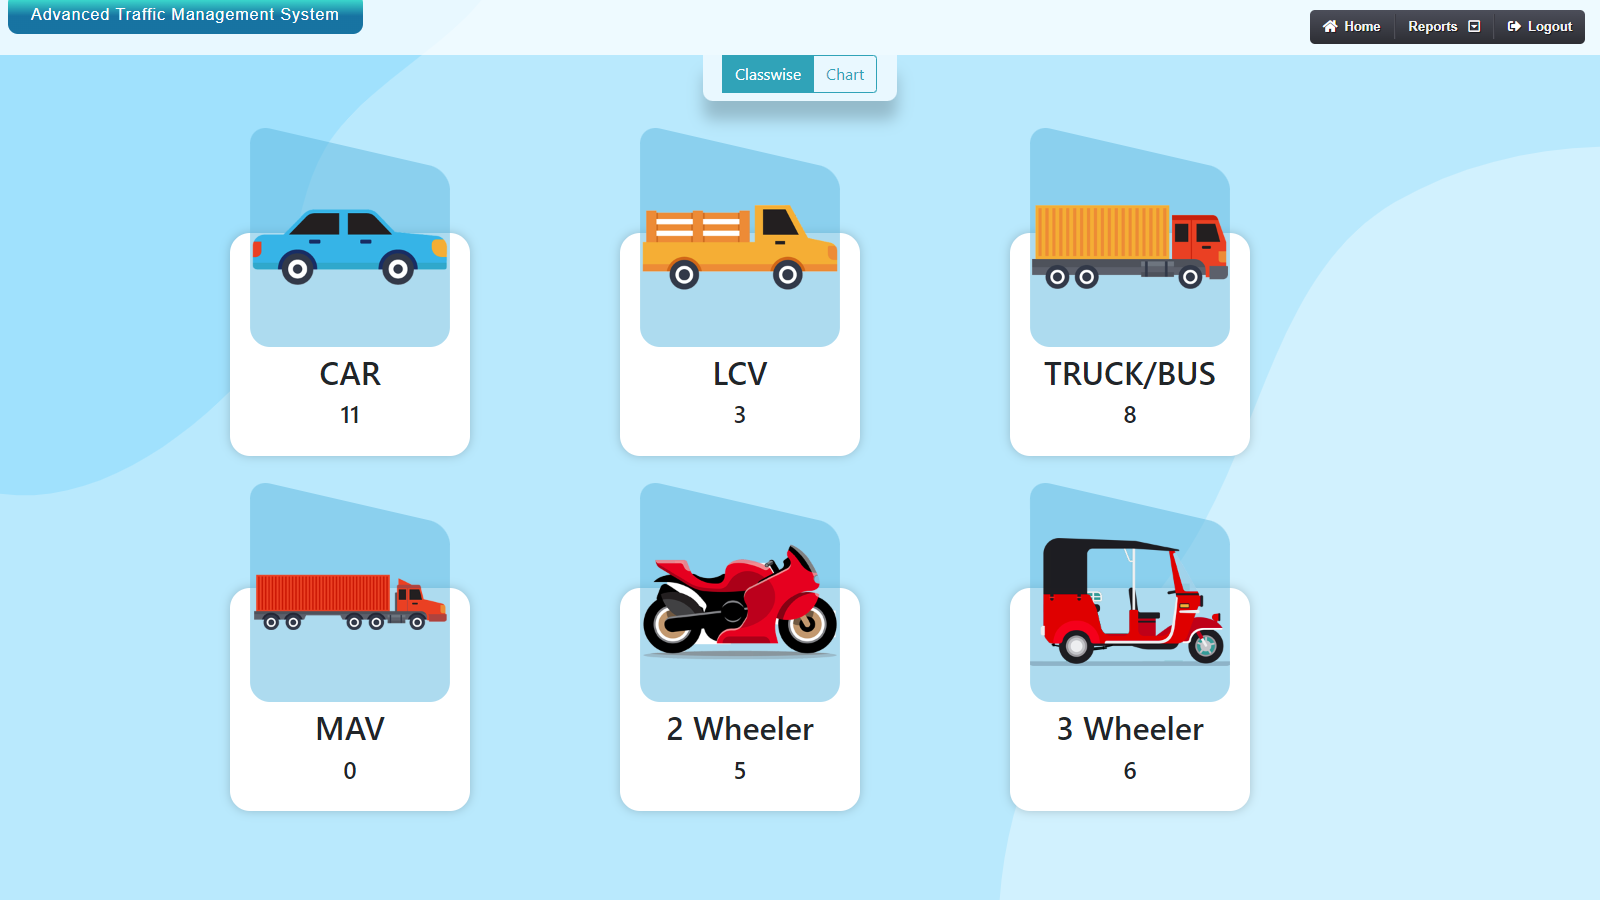 Advanced Traffic Management System
Home Reports Logout
Classwise Chart
CAR
11
LCV
3
TRUCK/BUS
8
MAV
0
2 Wheeler
5
3 Wheeler
6